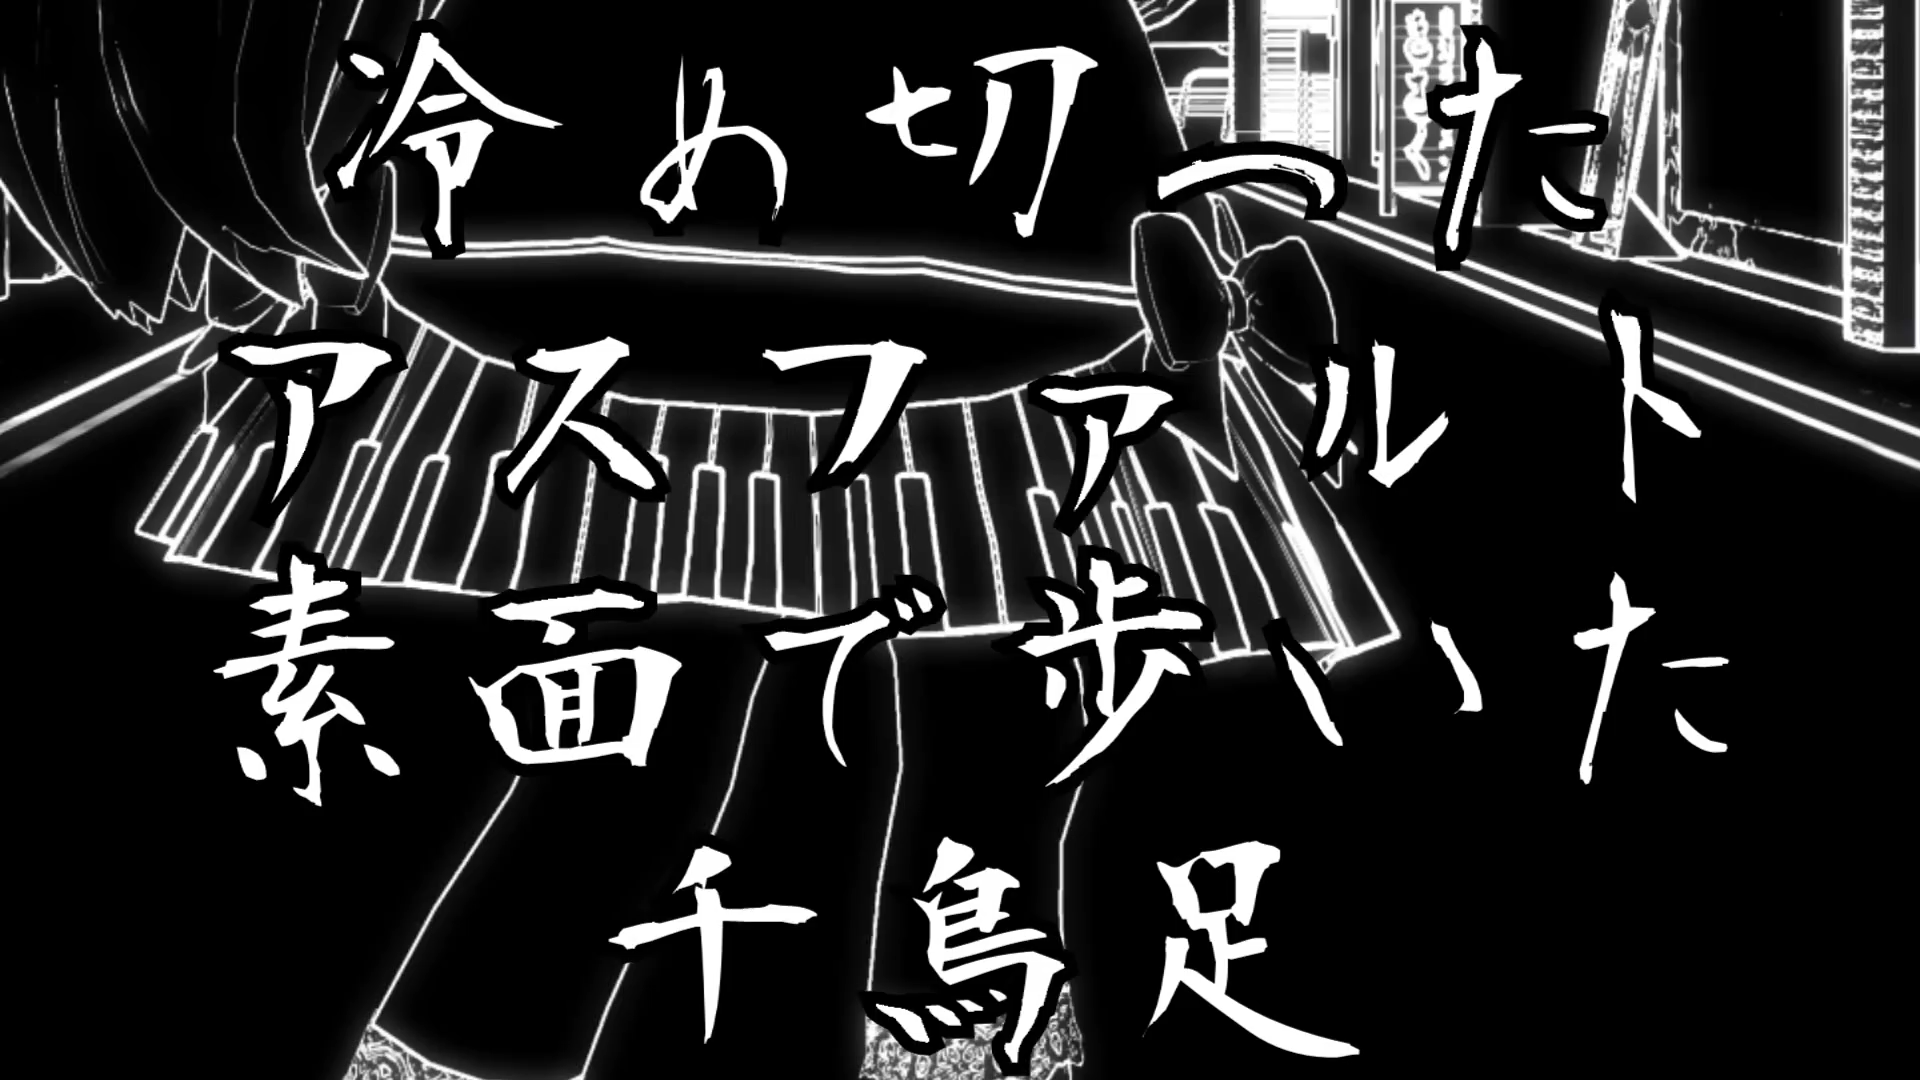 冷め切った
アスファルト
素面で歩いた
千鳥足